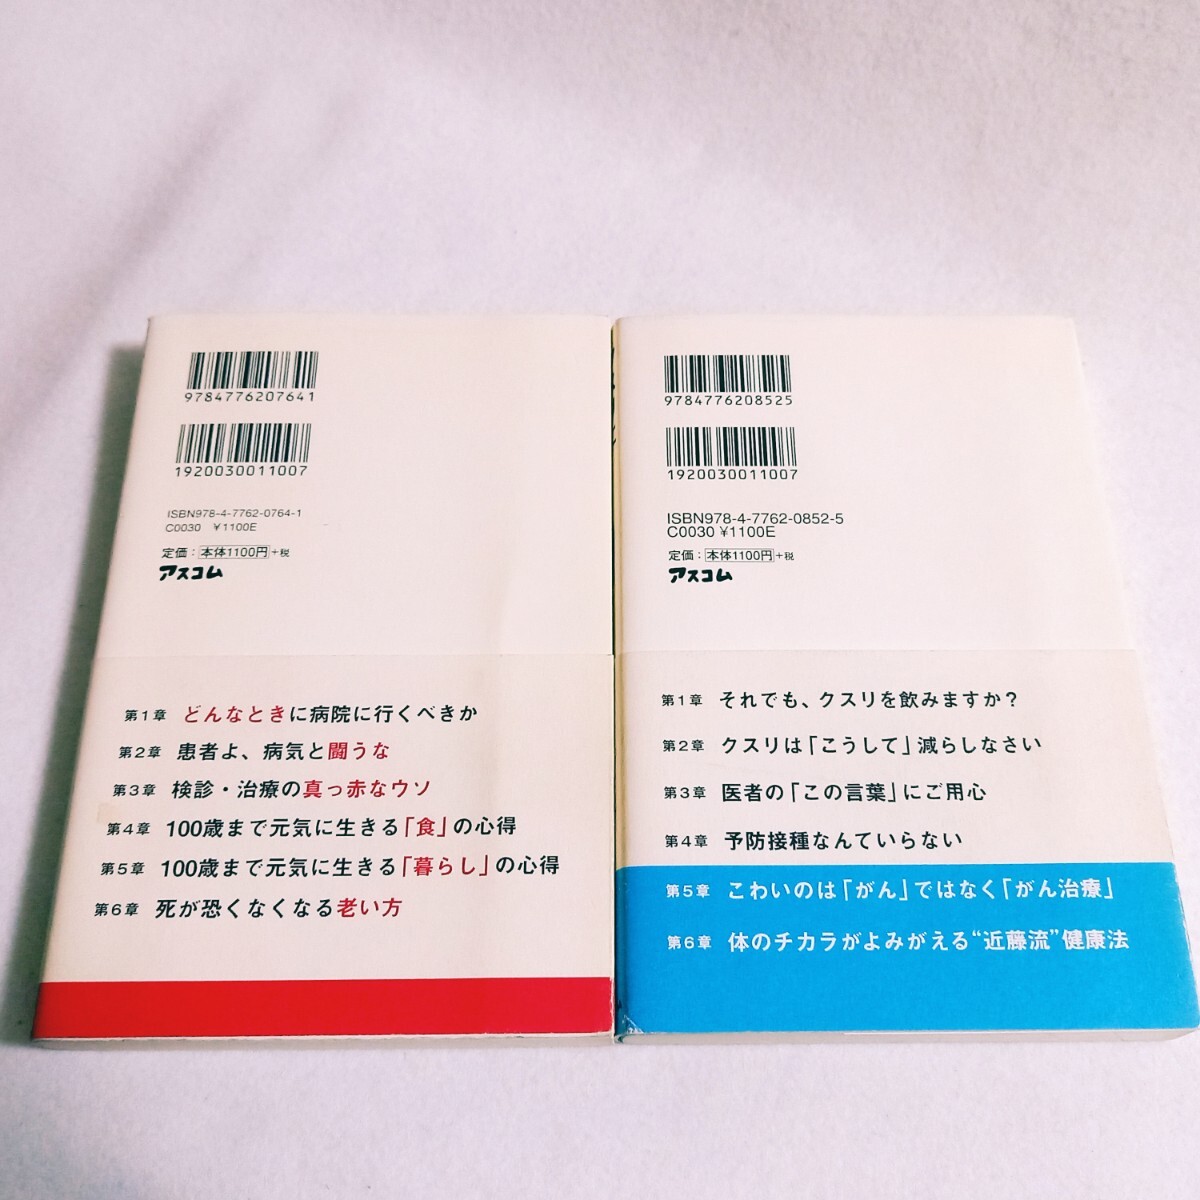 9784776207641
1920030011007
ISBN978-4-7762-0764-1
C0030 ¥1100E
定価：本体1100円+税
アスコム
第1章 どんなときに病院に行くべきか
第2章 患者よ、病気と闘うな
第3章 検診・治療の真っ赤なウソ
第4章 100歳まで元気に生きる「食」の心得
第5章 100歳まで元気に生きる「暮らし」の心得
第6章 死が恐くなくなる老い方
9784776208525
1920030011007
ISBN978-4-7762-0852-5
C0030 ¥1100E
定価：本体1100円+税
アスコム
第1章 それでも、クスリを飲みますか？
第2章 クスリは「こうして」減らしなさい
第3章 医者の「この言葉」にご用心
第4章 予防接種なんていらない
第5章 こわいのは「がん」ではなく「がん治療」
第6章 体のチカラがよみがえる“近藤流”健康法